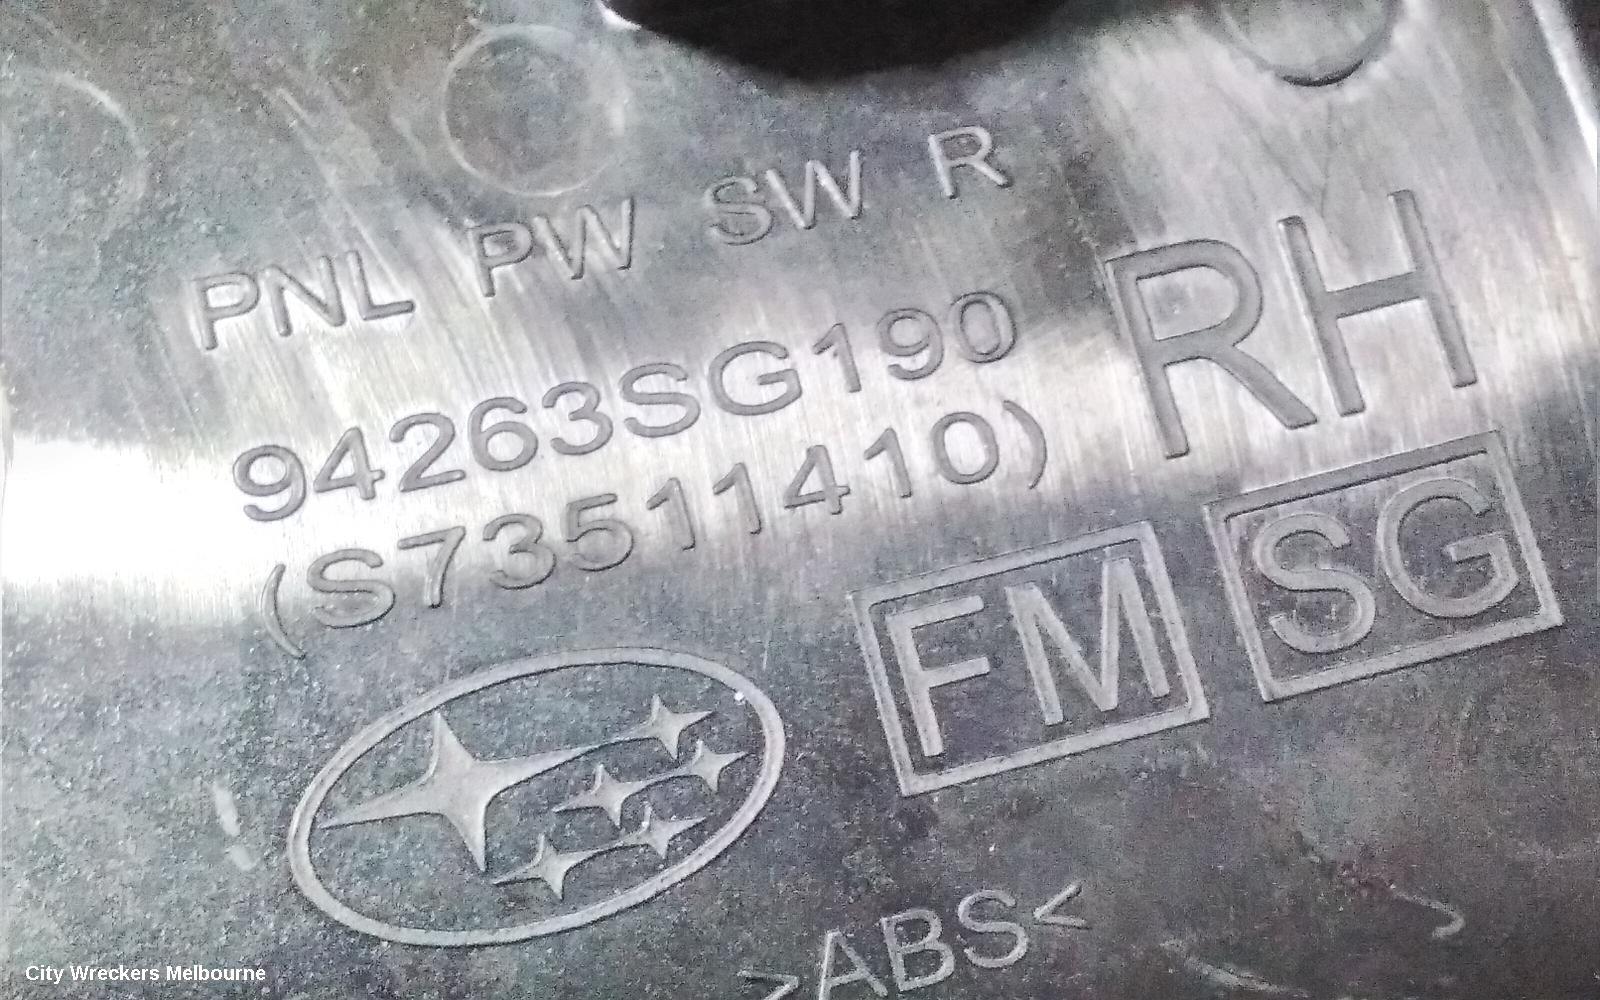 PNL PW SW R
94263SG190
(S73511410)
RH
FM SG
>ABS<
City Wreckers Melbourne